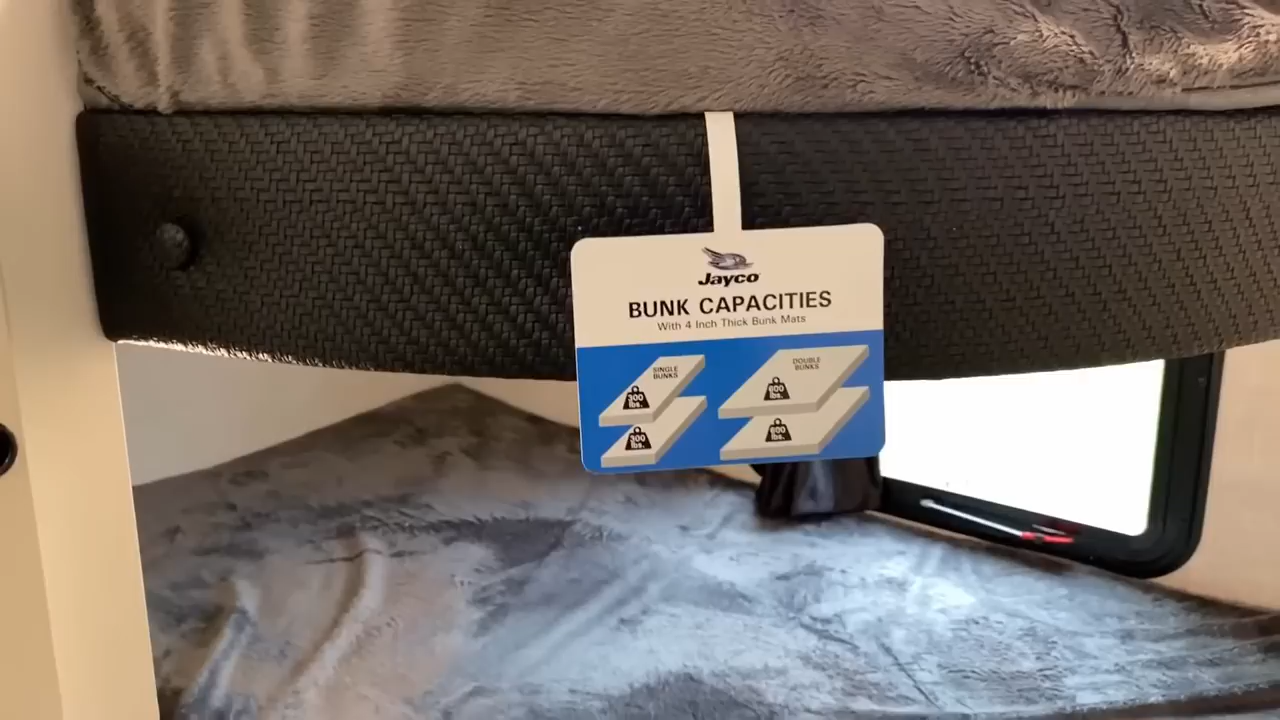 Jayco
BUNK CAPACITIES
With 4 Inch Thick Bunk Mats
SINGLE
BUNKS
300
lbs.
300
lbs.
DOUBLE
BUNKS
600
lbs.
600
lbs.